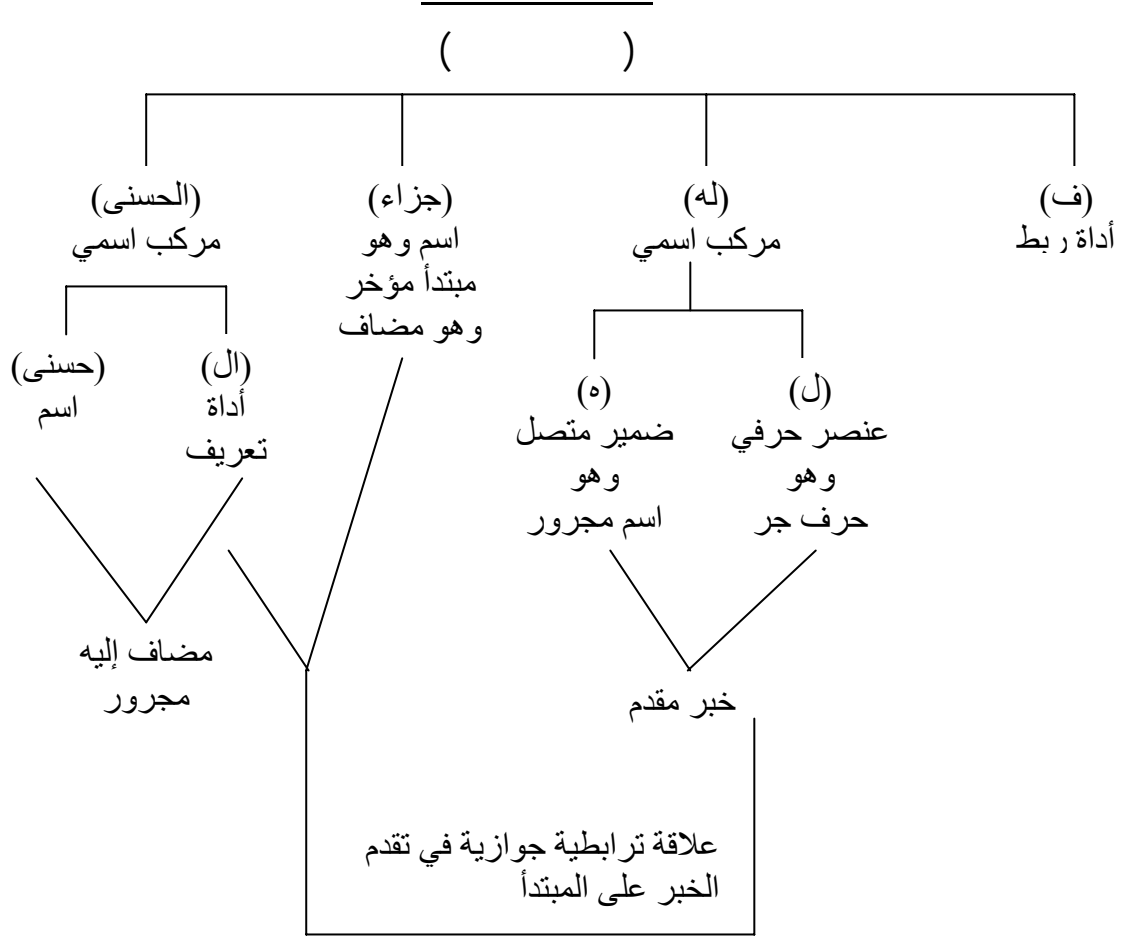 ( )
(ف)
أداة ربط
(له)
مركب اسمي
(جزاء)
اسم وهو
مبتدأ مؤخر
وهو مضاف
(الحسنى)
مركب اسمي
(ل)
عنصر حرفي
وهو
حرف جر
(ه)
ضمير متصل
وهو
اسم مجرور
(ال)
أداة
تعريف
(حسنى)
اسم
خبر مقدم
مضاف إليه
مجرور
علاقة ترابطية جوازية في تقدم
الخبر على المبتدأ